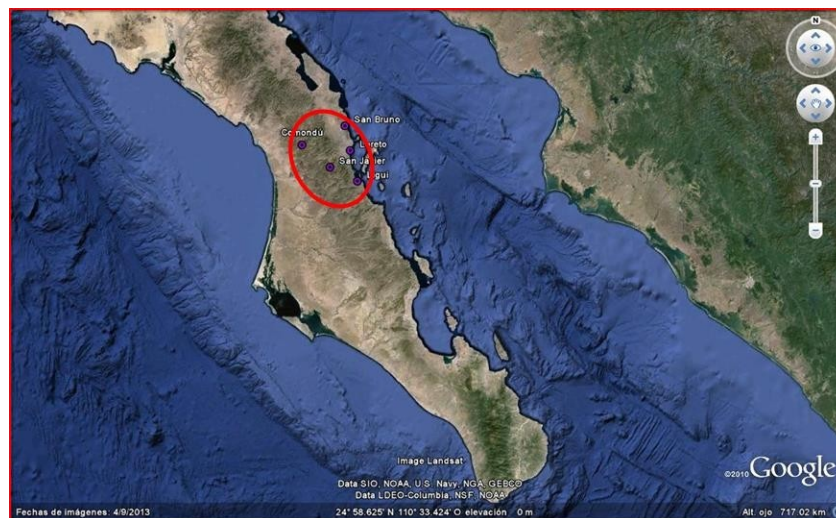 N
San Bruno
Comondú
Loreto
San Javier
Ligui
Image Landsat
Data SIO, NOAA, U.S. Navy, NGA, GEBCO
Data LDEO-Columbia, NSF, NOAA
©2010 Google
Fechas de imágenes: 4/9/2013 24° 58.625' N 110° 33.424' O elevación 0 m Alt. ojo 717.02 km